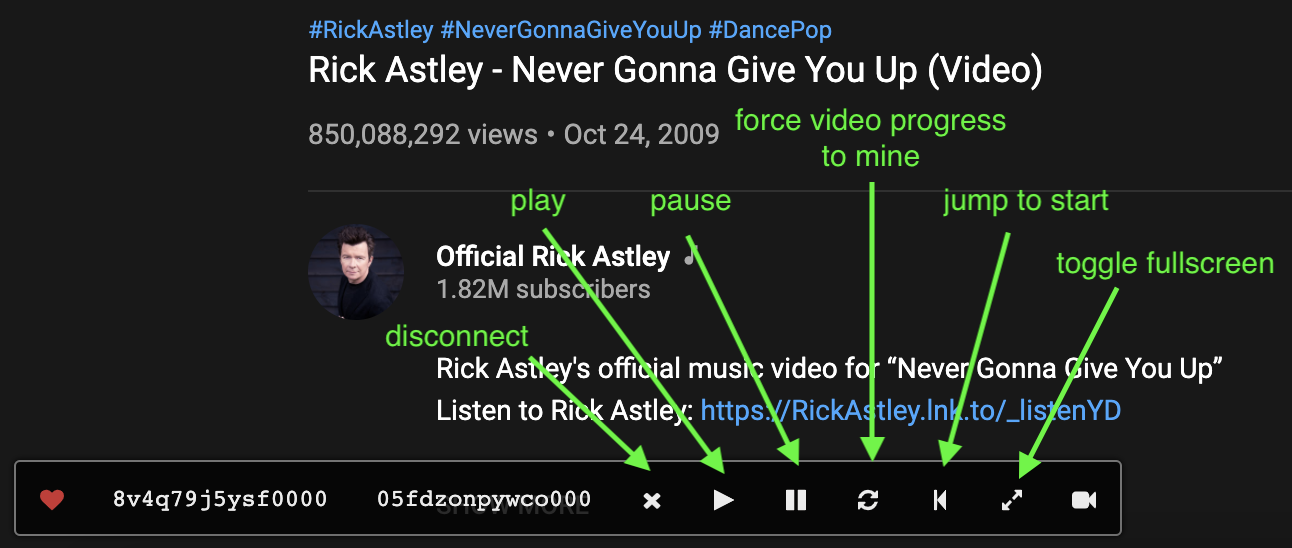 #RickAstley #NeverGonnaGiveYouUp #DancePop
Rick Astley - Never Gonna Give You Up (Video)
850,088,292 views • Oct 24, 2009
force video progress
to mine
play
pause
jump to start
Official Rick Astley
1.82M subscribers
toggle fullscreen
disconnect
Rick Astley's official music video for “Never Gonna Give You Up”
Listen to Rick Astley: https://RickAstley.lnk.to/_listenYD
8v4q79j5ysf0000 05fdzonpywco000
SHOW MORE